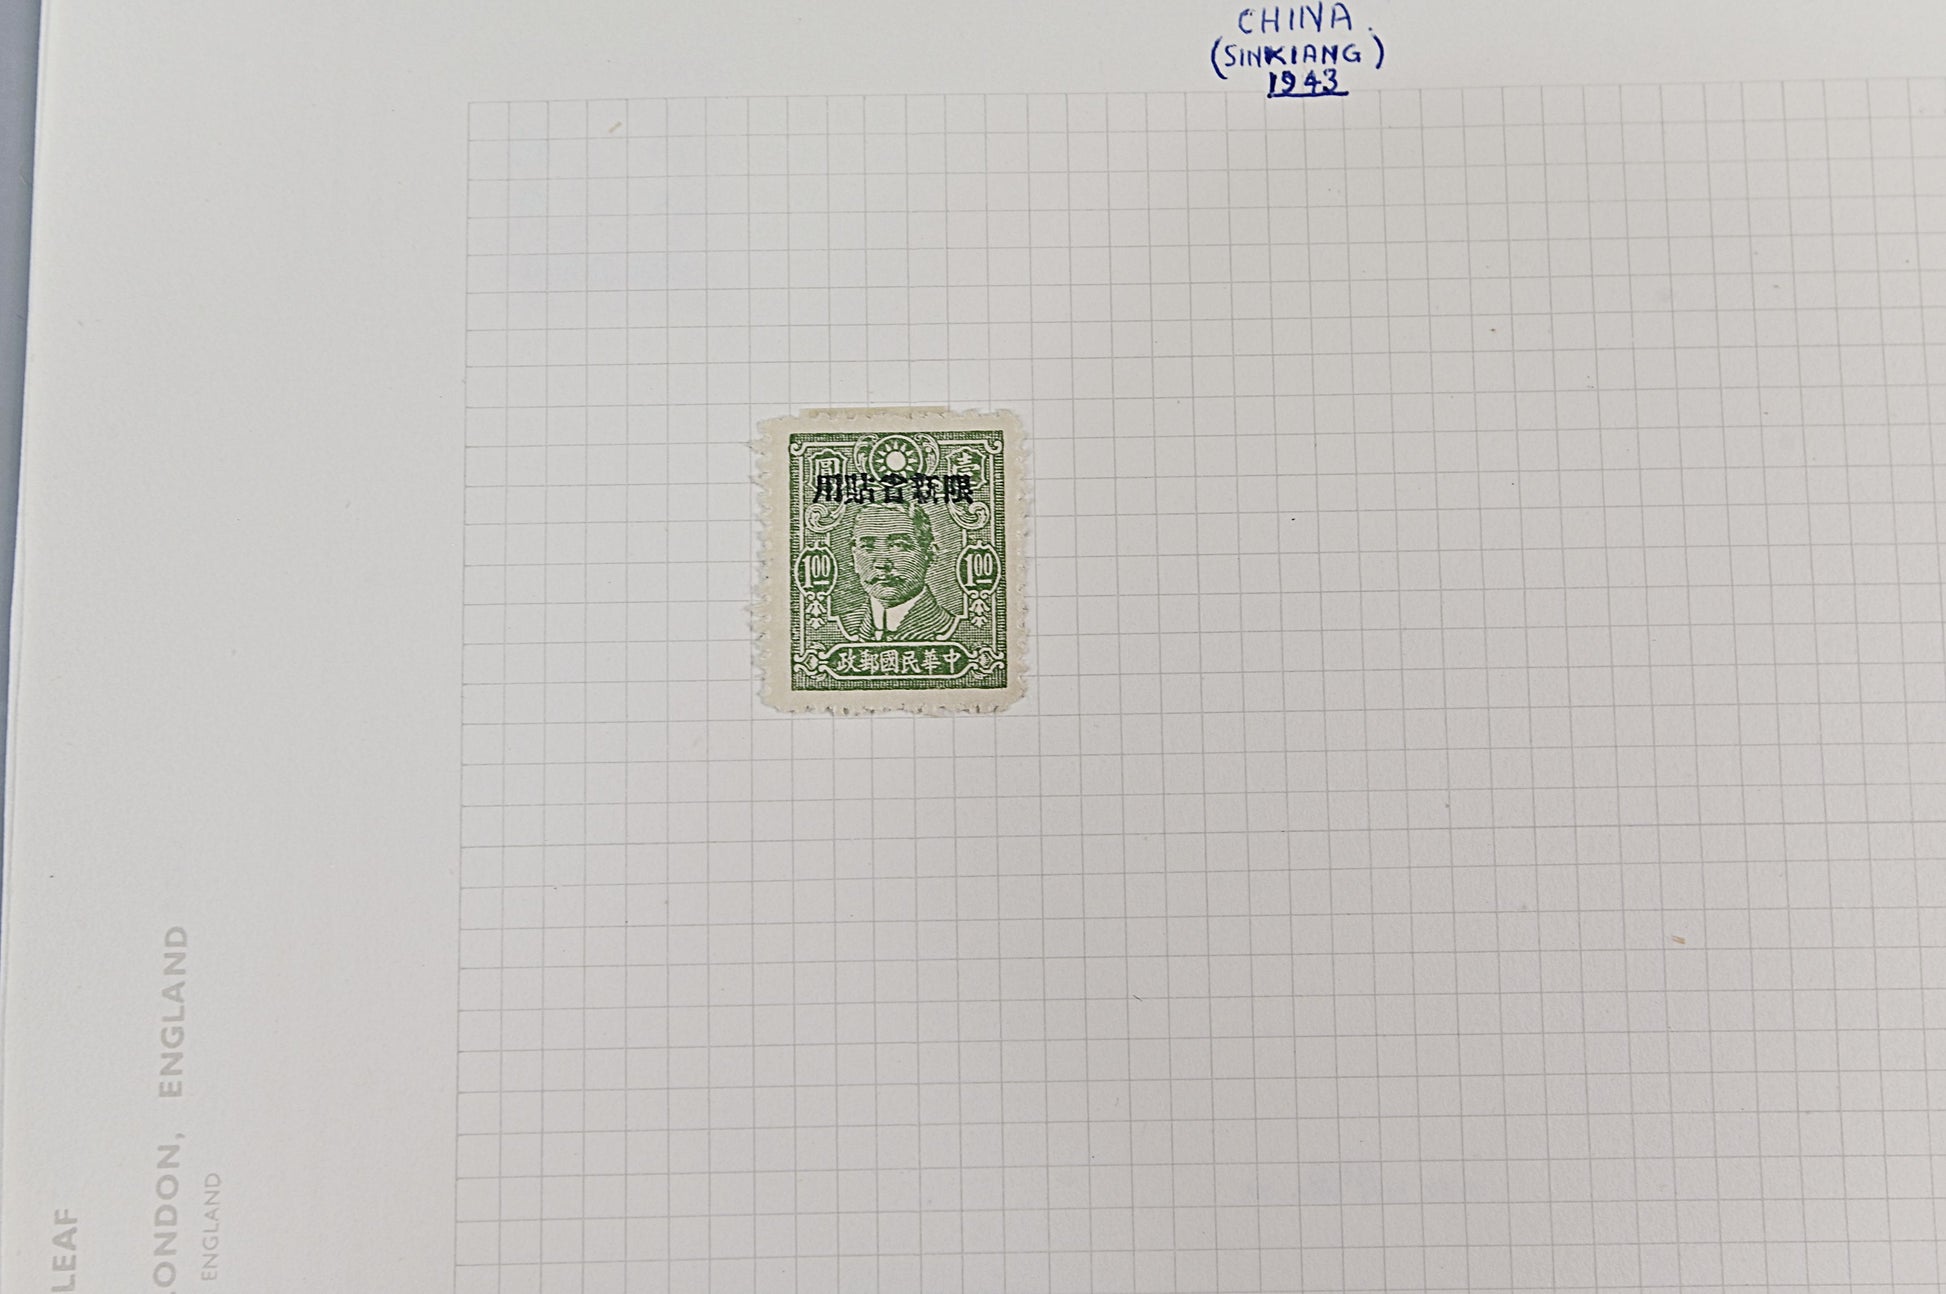 CHINA.
(SINKIANG)
1943
圓 壹
用貼省新限
1.00 1.00
政郵國民華中
LEAF
LONDON, ENGLAND
ENGLAND